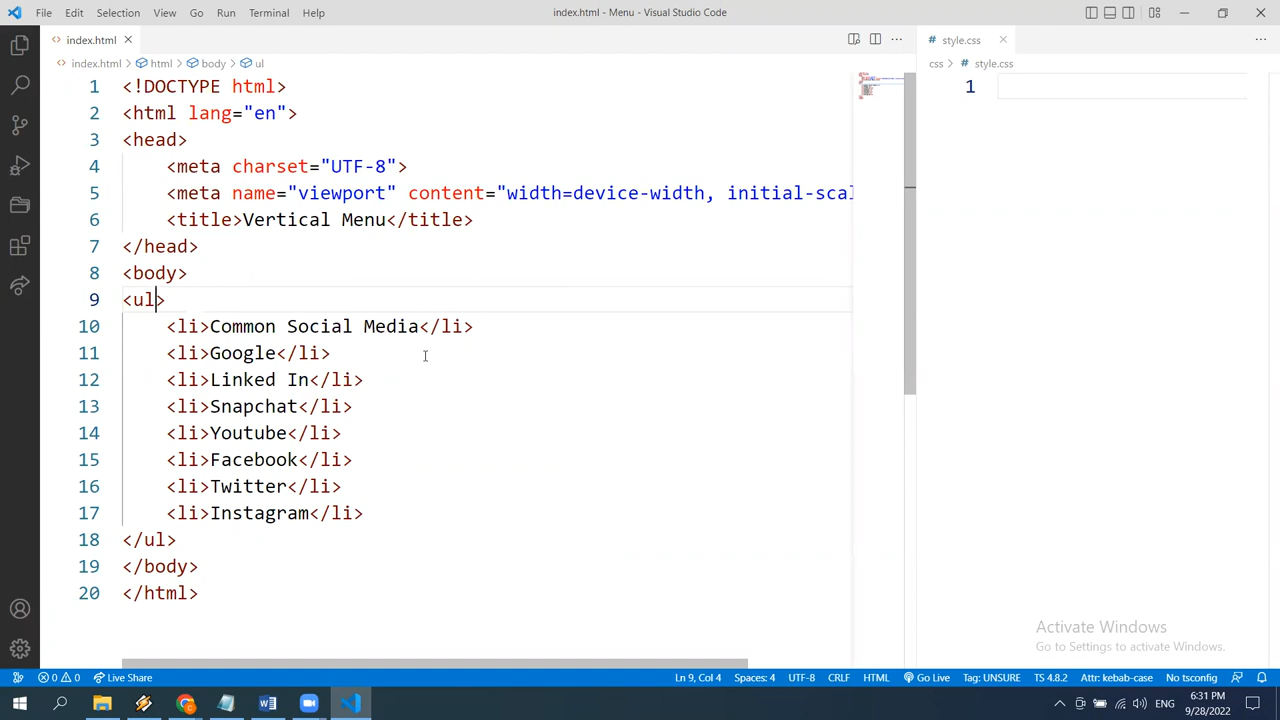 File Edit Selection View Go Run Terminal Help
index.html - Menu - Visual Studio Code
index.html
style.css
index.html > html > body > ul
css > style.css
1 <!DOCTYPE html>
2 <html lang="en">
3 <head>
4 <meta charset="UTF-8">
5 <meta name="viewport" content="width=device-width, initial-scal
6 <title>Vertical Menu</title>
7 </head>
8 <body>
9 <ul>
10 <li>Common Social Media</li>
11 <li>Google</li>
12 <li>Linked In</li>
13 <li>Snapchat</li>
14 <li>Youtube</li>
15 <li>Facebook</li>
16 <li>Twitter</li>
17 <li>Instagram</li>
18 </ul>
19 </body>
20 </html>
1
Activate Windows
Go to Settings to activate Windows.
0 0 Live Share Ln 9, Col 4 Spaces: 4 UTF-8 CRLF HTML Go Live Tag: UNSURE TS 4.8.2 Attr: kebab-case No tsconfig
ENG
6:31 PM
9/28/2022